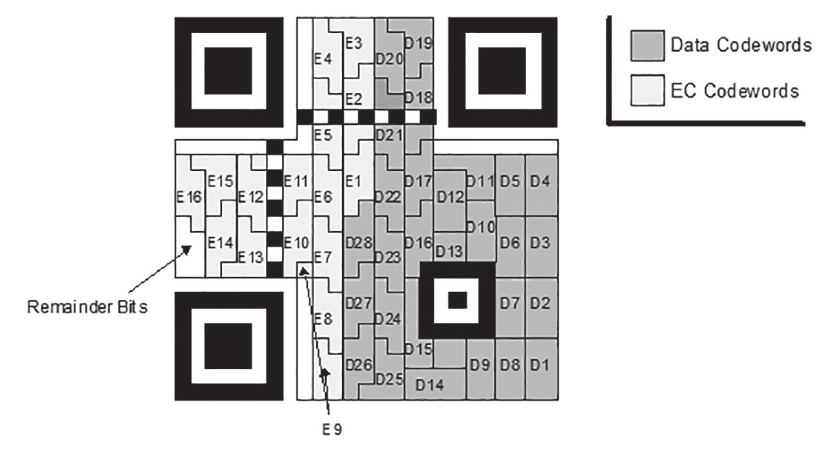 E3 D19
E4 D20
Data Codewords
E2 D18
EC Codewords
E5 D21
E16 E15 E12 E11 E6 E1 D22 D17 D12 D11 D5 D4
E14 E13 E10 E7 D28 D23 D16 D13 D10 D6 D3
Remainder Bits
E8 D27 D24 D7 D2
D15
D26 D25 D14 D9 D8 D1
E9